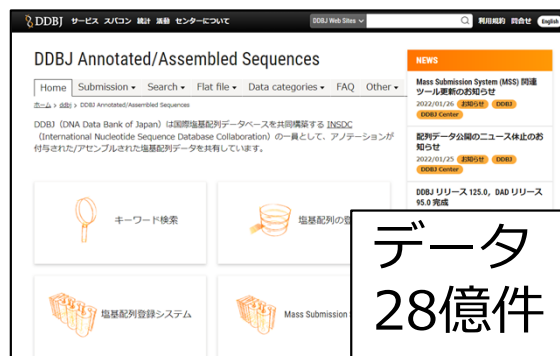 DDBJ サービス スパコン 統計 活動 センターについて DDBJ Web Sites 利用規約 問合せ English
DDBJ Annotated/Assembled Sequences
Home Submission Search Flat file Data categories FAQ Other
ホーム > ddbj > DDBJ Annotated/Assembled Sequences
DDBJ（DNA Data Bank of Japan）は国際塩基配列データベースを共同構築する INSDC
（International Nucleotide Sequence Database Collaboration）の一員として、アノテーションが
付与された/アセンブルされた塩基配列データを共有しています。
キーワード検索
塩基配列の登
塩基配列登録システム
Mass Submission
NEWS
Mass Submission System (MSS) 関連
ツール更新のお知らせ
2022/01/26 お知らせ DDBJ
DDBJ Center
配列データ公開のニュース休止のお
知らせ
2022/01/25 お知らせ DDBJ
DDBJ Center
DDBJ リリース 125.0，DAD リリース
95.0 完成
データ
28億件